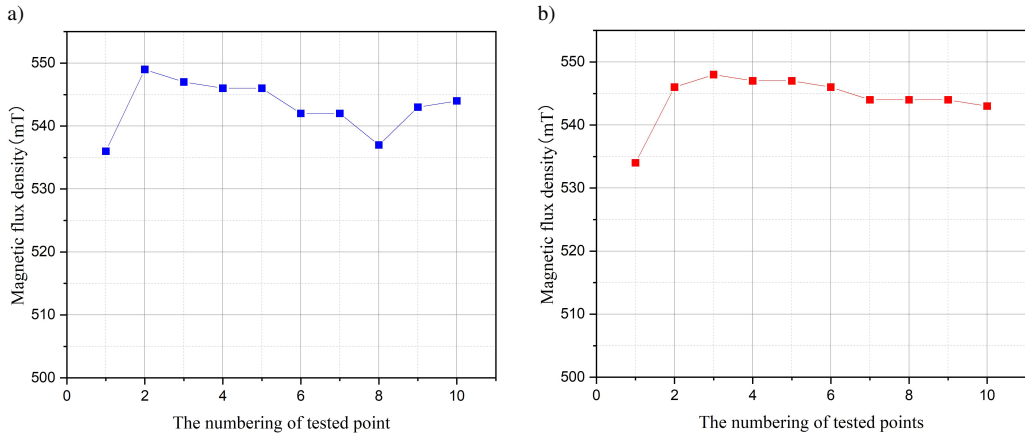 a)
Magnetic flux density(mT)
550
540
530
520
510
500
0 2 4 6 8 10
The numbering of tested point
b)
Magnetic flux density(mT)
550
540
530
520
510
500
0 2 4 6 8 10
The numbering of tested points